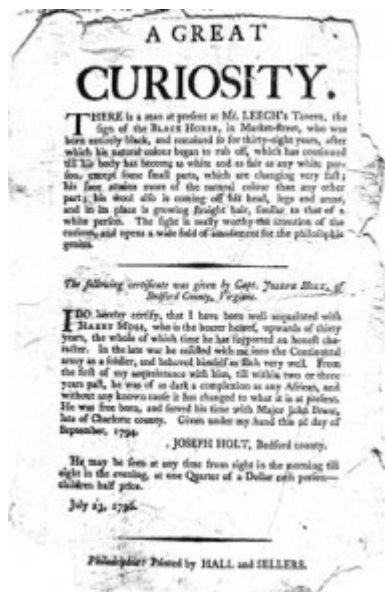 A GREAT
CURIOSITY.
THERE is a man at present at Mr. LEECH's Tavern, the
sign of the BLACK HORSE, in Market-street, who was
born entirely black, and remained so for thirty-eight years, after
which his natural colour began to rub off, which has continued
till his body has become as white and as fair as any white per-
son, except some small parts, which are changing very fast;
his face attains more of the natural colour than any other
part; his wool also is coming off his head, legs and arms,
and in its place is growing straight hair, similar to that of a
white person. The sight is really worthy the attention of the
curious, and opens a wide field of amusement for the philosophic
genius.
The following certificate was given by Capt. JOSEPH HOLT, of
Bedford County, Virginia.
I DO hereby certify, that I have been well acquainted with
HARRY MOSS, who is the bearer hereof, upwards of thirty
years, the whole of which time he has supported an honest cha-
racter. In the late war he enlisted with me into the Continental
army as a soldier, and behaved himself as such very well. From
the first of my acquaintance with him, till within two or three
years past, he was of as dark a complexion as any African, and
without any known cause it has changed to what it is at present.
He was free born, and served his time with Major John Brent,
late of Charlotte county. Given under my hand this 2d day of
September, 1794.
JOSEPH HOLT, Bedford county.
He may be seen at any time from eight in the morning till
eight in the evening, at one Quarter of a Dollar each person—
children half price.
July 23, 1796.
Philadelphia: Printed by HALL and SELLERS.